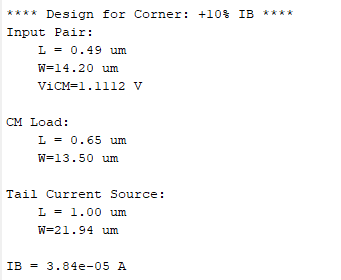 **** Design for Corner: +10% IB ****
Input Pair:
L = 0.49 um
W=14.20 um
ViCM=1.1112 V
CM Load:
L = 0.65 um
W=13.50 um
Tail Current Source:
L = 1.00 um
W=21.94 um
IB = 3.84e-05 A